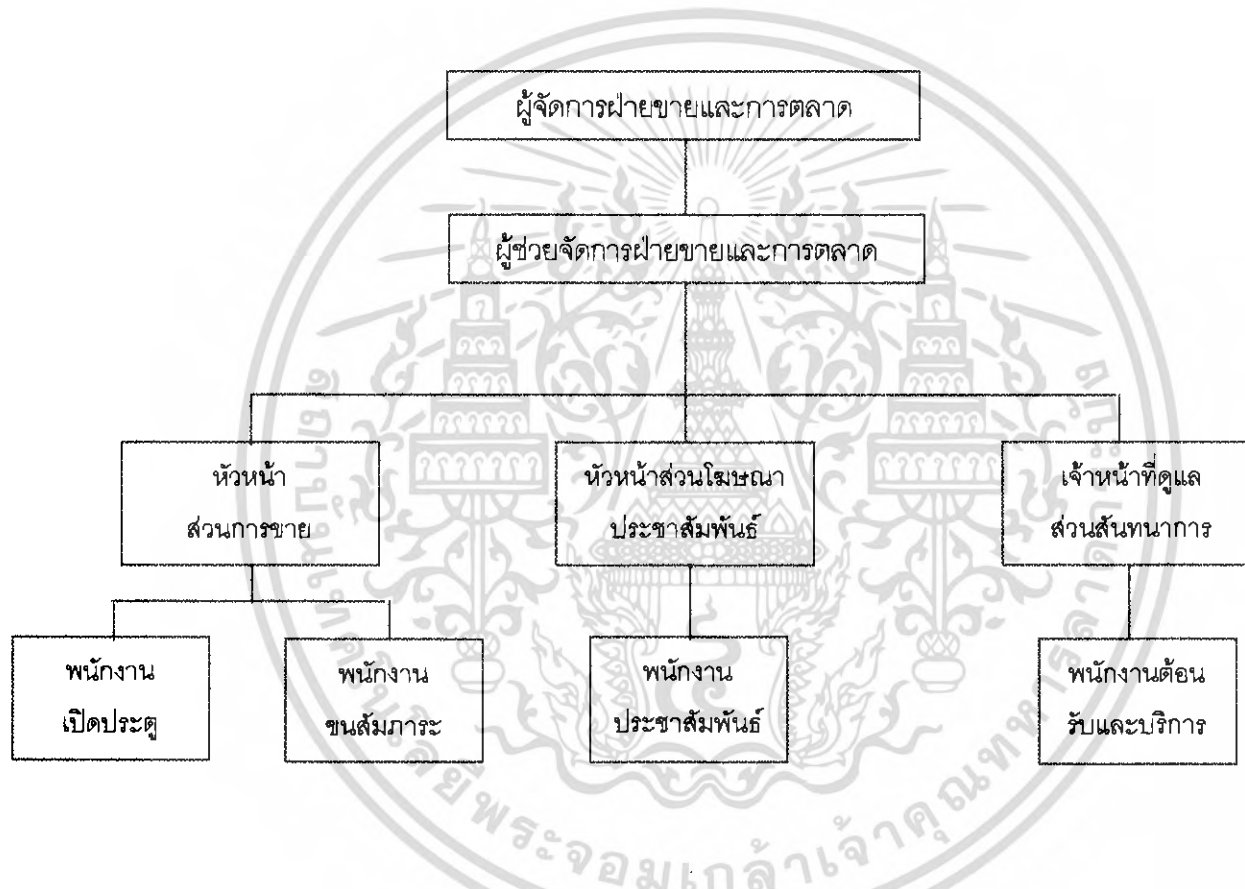 ผู้จัดการฝ่ายขายและการตลาด
ผู้ช่วยจัดการฝ่ายขายและการตลาด
หัวหน้า
ส่วนการขาย
หัวหน้าส่วนโฆษณา
ประชาสัมพันธ์
เจ้าหน้าที่ดูแล
ส่วนสันทนาการ
พนักงาน
เปิดประตู
พนักงาน
ขนสัมภาระ
พนักงาน
ประชาสัมพันธ์
พนักงานต้อน
รับและบริการ